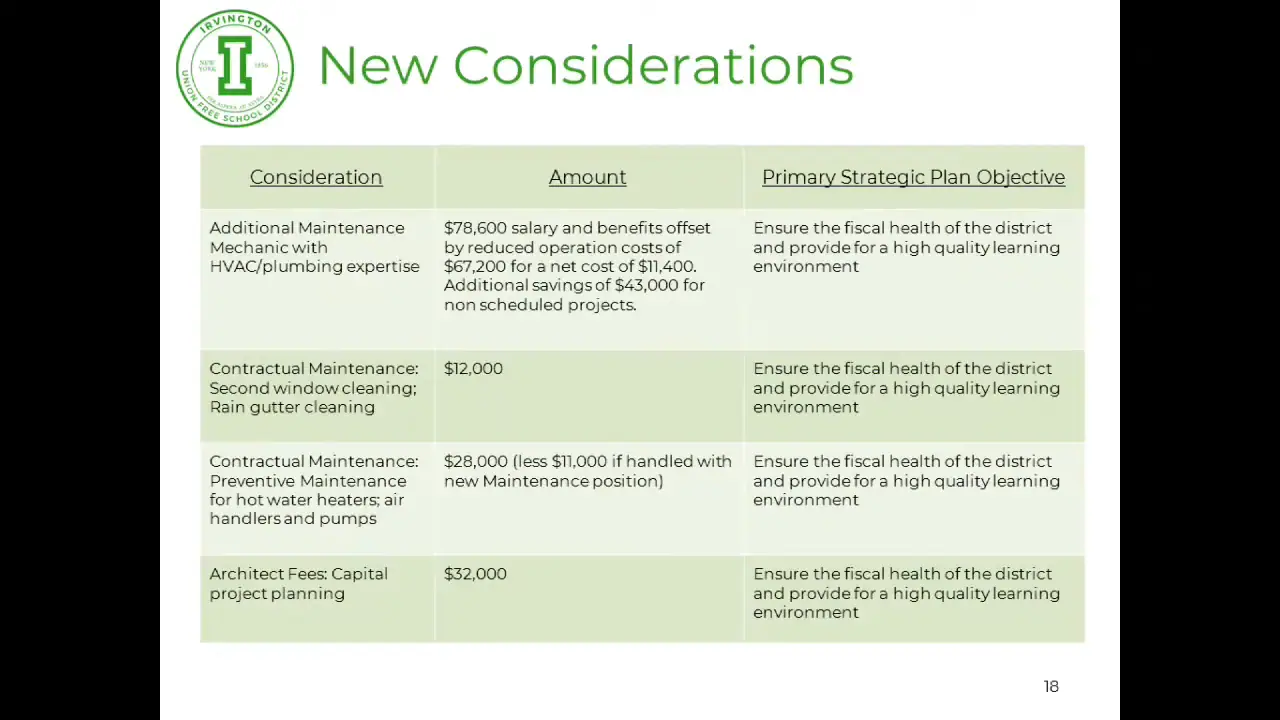 IRVINGTON
NEW YORK
1874
UNION FREE SCHOOL DISTRICT
I
New Considerations
Consideration
Amount
Primary Strategic Plan Objective
Additional Maintenance
Mechanic with
HVAC/plumbing expertise
$78,600 salary and benefits offset
by reduced operation costs of
$67,200 for a net cost of $11,400.
Additional savings of $43,000 for
non scheduled projects.
Ensure the fiscal health of the district
and provide for a high quality learning
environment
Contractual Maintenance:
Second window cleaning;
Rain gutter cleaning
$12,000
Ensure the fiscal health of the district
and provide for a high quality learning
environment
Contractual Maintenance:
Preventive Maintenance
for hot water heaters; air
handlers and pumps
$28,000 (less $11,000 if handled with
new Maintenance position)
Ensure the fiscal health of the district
and provide for a high quality learning
environment
Architect Fees: Capital
project planning
$32,000
Ensure the fiscal health of the district
and provide for a high quality learning
environment
18